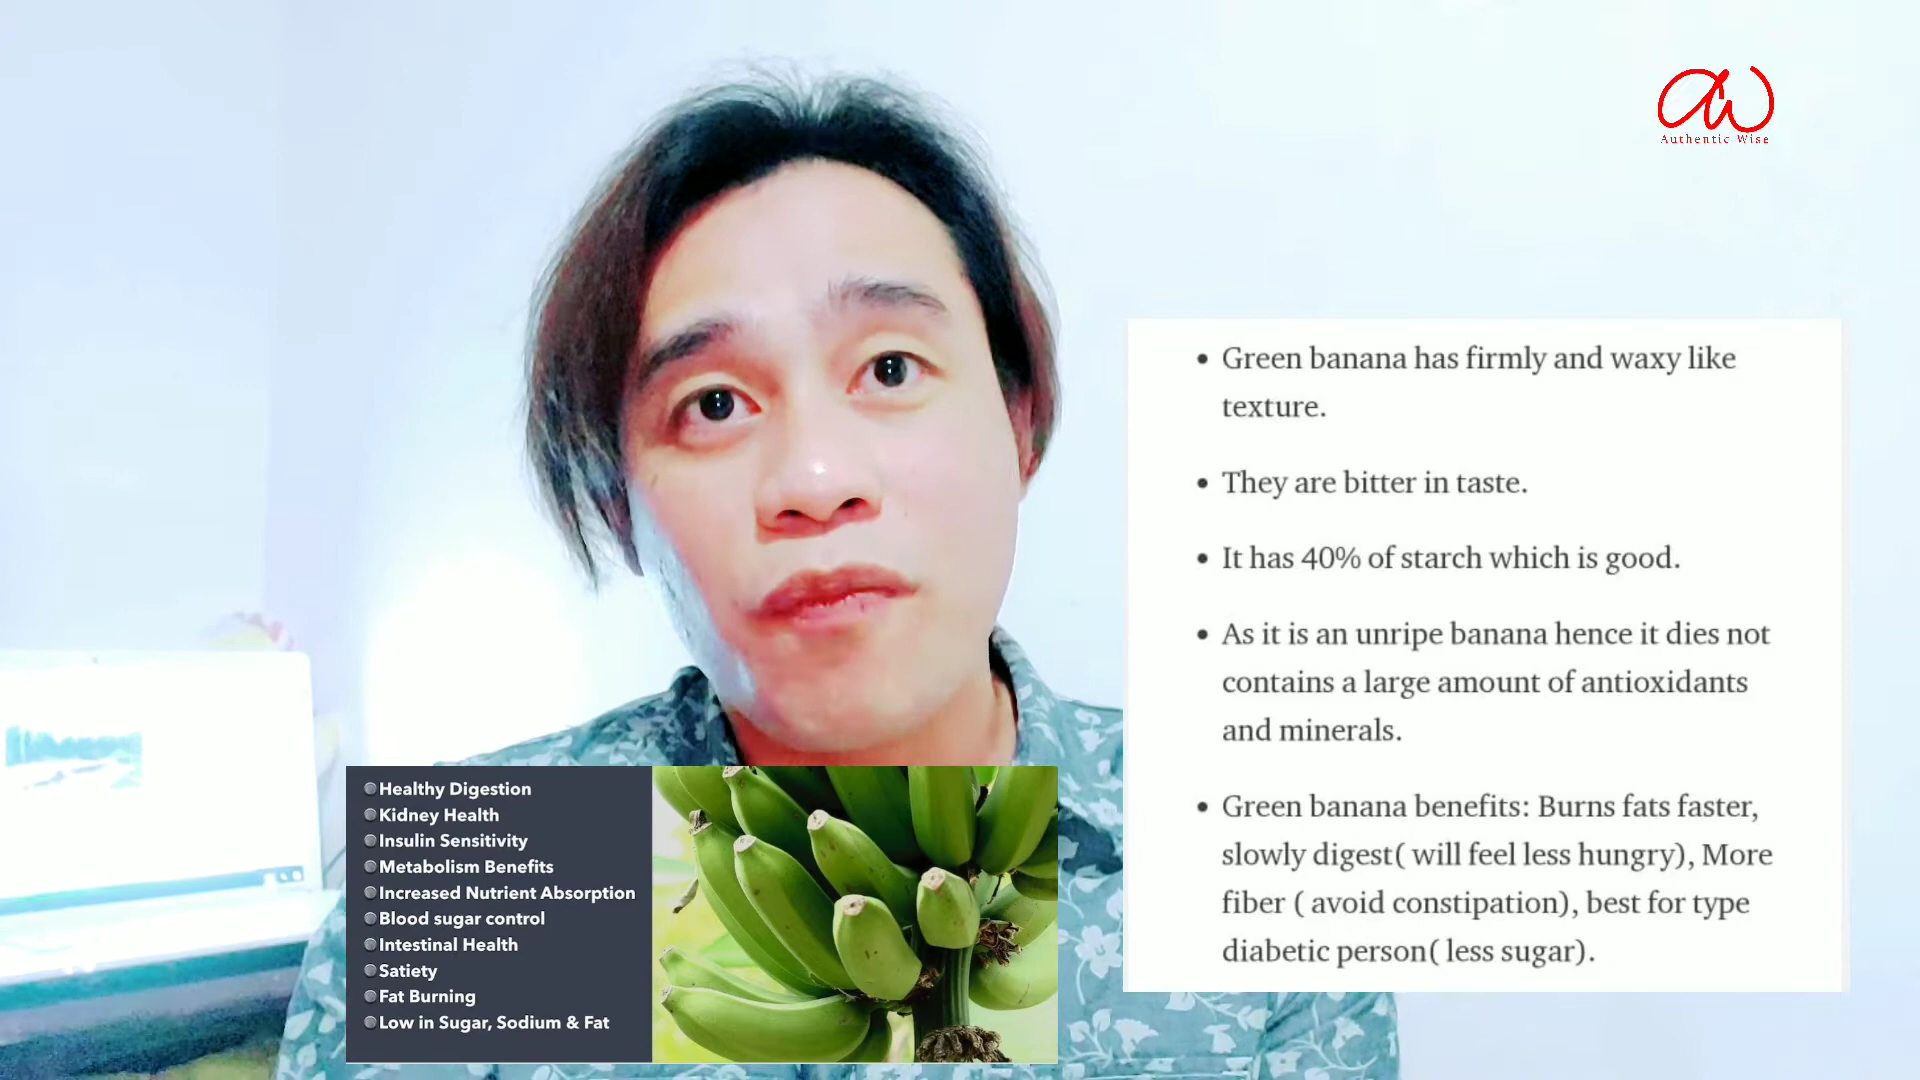 aw
Authentic Wise
• Green banana has firmly and waxy like
texture.
• They are bitter in taste.
• It has 40% of starch which is good.
• As it is an unripe banana hence it dies not
contains a large amount of antioxidants
and minerals.
• Green banana benefits: Burns fats faster,
slowly digest( will feel less hungry), More
fiber ( avoid constipation), best for type
diabetic person( less sugar).
Healthy Digestion
Kidney Health
Insulin Sensitivity
Metabolism Benefits
Increased Nutrient Absorption
Blood sugar control
Intestinal Health
Satiety
Fat Burning
Low in Sugar, Sodium & Fat